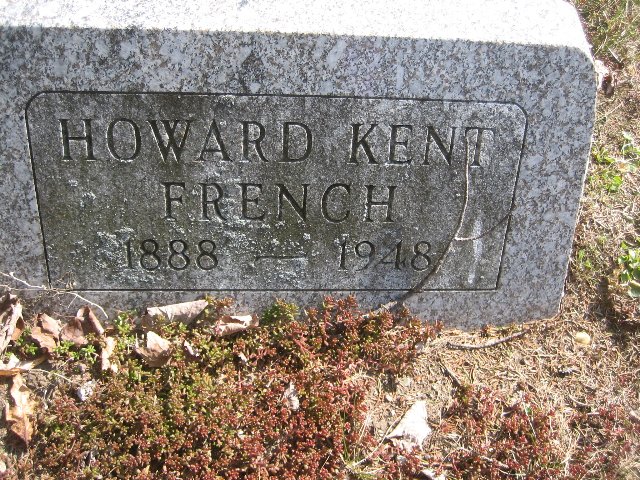 HOWARD KENT
FRENCH
1888 — 1948